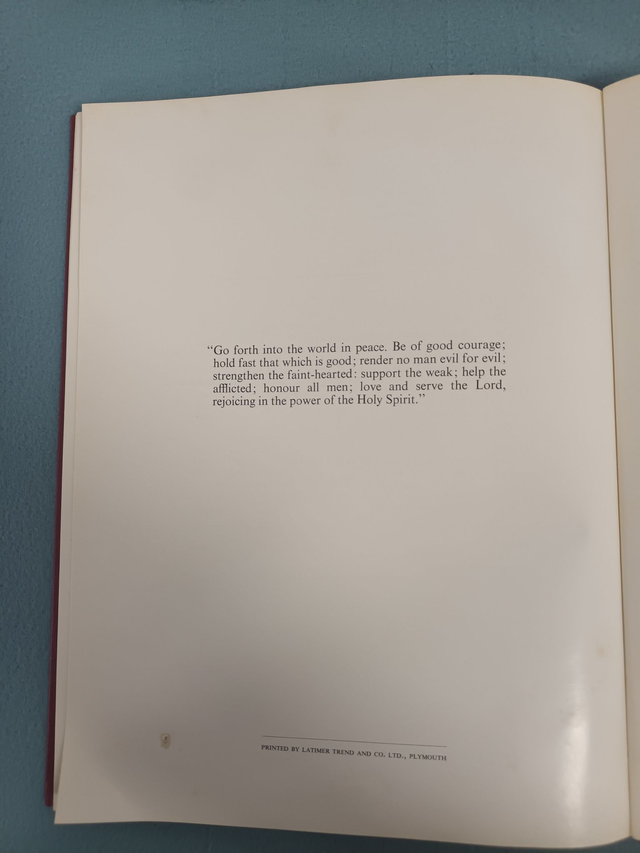 “Go forth into the world in peace. Be of good courage;
hold fast that which is good; render no man evil for evil;
strengthen the faint-hearted: support the weak; help the
afflicted; honour all men; love and serve the Lord,
rejoicing in the power of the Holy Spirit.”
PRINTED BY LATIMER TREND AND CO. LTD., PLYMOUTH